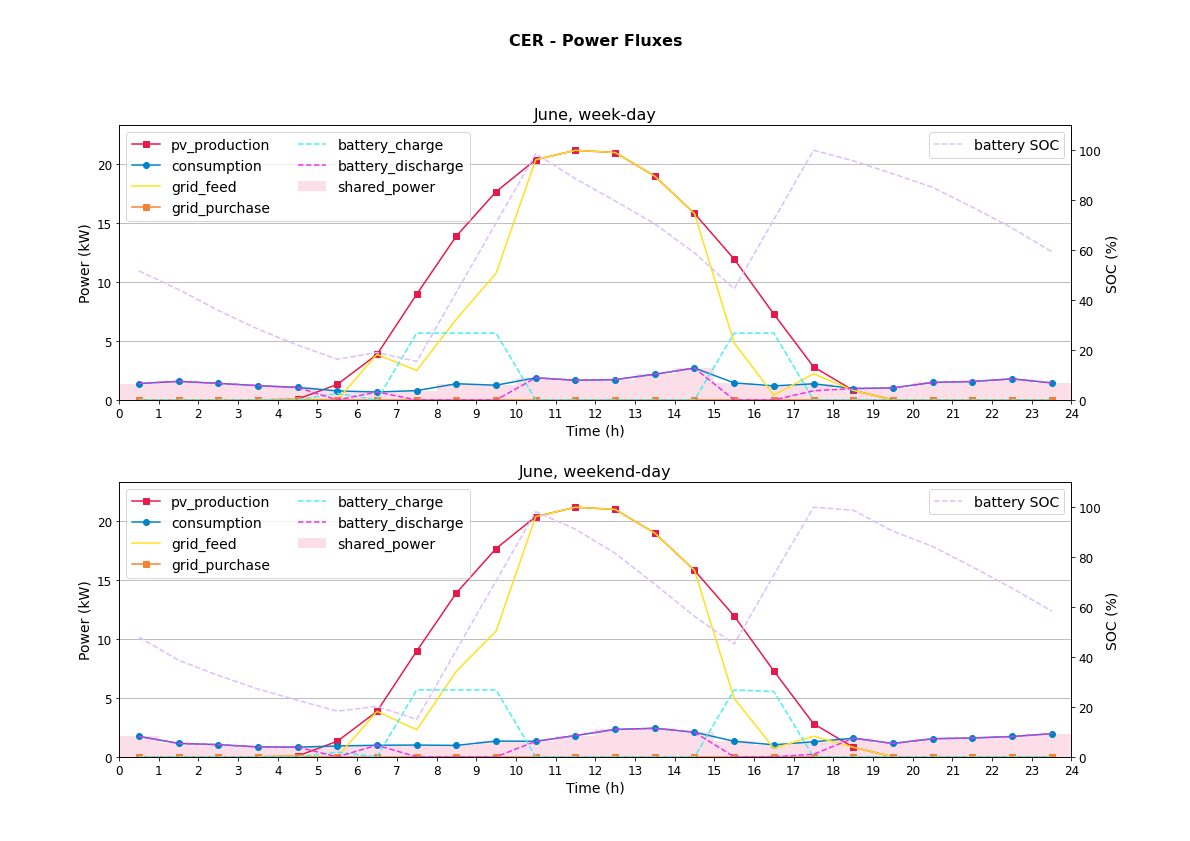 CER - Power Fluxes
June, week-day
pv_production
consumption
grid_feed
grid_purchase
battery_charge
battery_discharge
shared_power
battery SOC
Power (kW)
20
15
10
5
0
100
80
60
40
20
0
SOC (%)
0 1 2 3 4 5 6 7 8 9 10 11 12 13 14 15 16 17 18 19 20 21 22 23 24
Time (h)
June, weekend-day
pv_production
consumption
grid_feed
grid_purchase
battery_charge
battery_discharge
shared_power
battery SOC
Power (kW)
20
15
10
5
0
100
80
60
40
20
0
SOC (%)
0 1 2 3 4 5 6 7 8 9 10 11 12 13 14 15 16 17 18 19 20 21 22 23 24
Time (h)